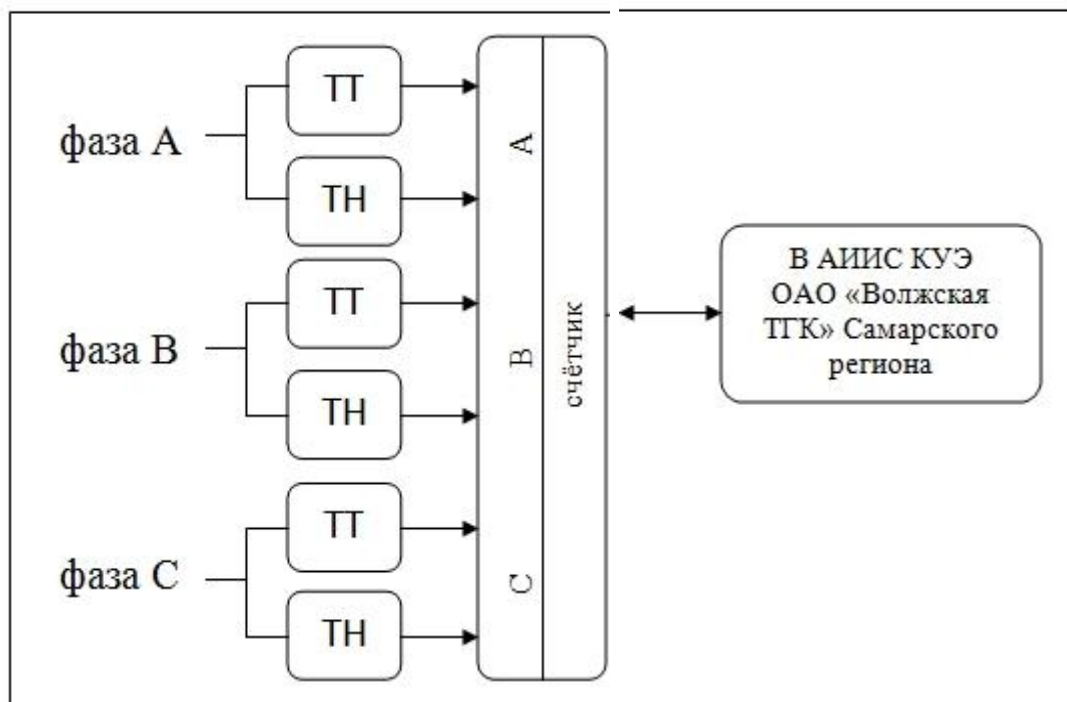 фаза А
ТТ
ТН
фаза В
ТТ
ТН
фаза С
ТТ
ТН
А
В
С
счётчик
В АИИС КУЭ
ОАО «Волжская
ТГК» Самарского
региона